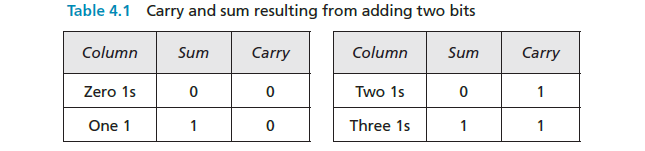 Table 4.1 Carry and sum resulting from adding two bits
Column Sum Carry Column Sum Carry
Zero 1s 0 0 Two 1s 0 1
One 1 1 0 Three 1s 1 1